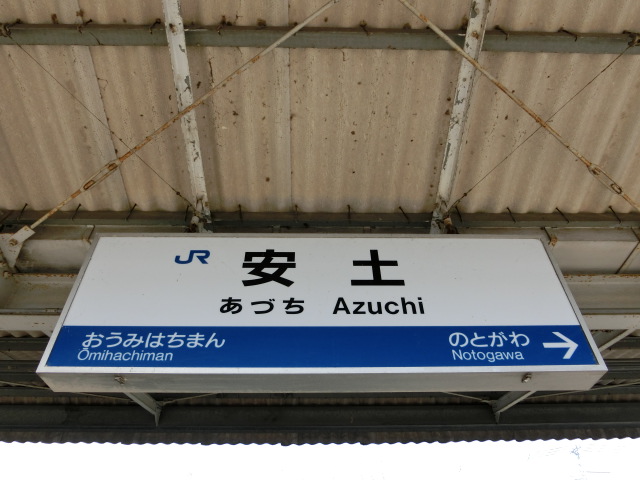 JR 安土
あづち Azuchi
おうみはちまん のとがわ →
Ōmihachiman Notogawa